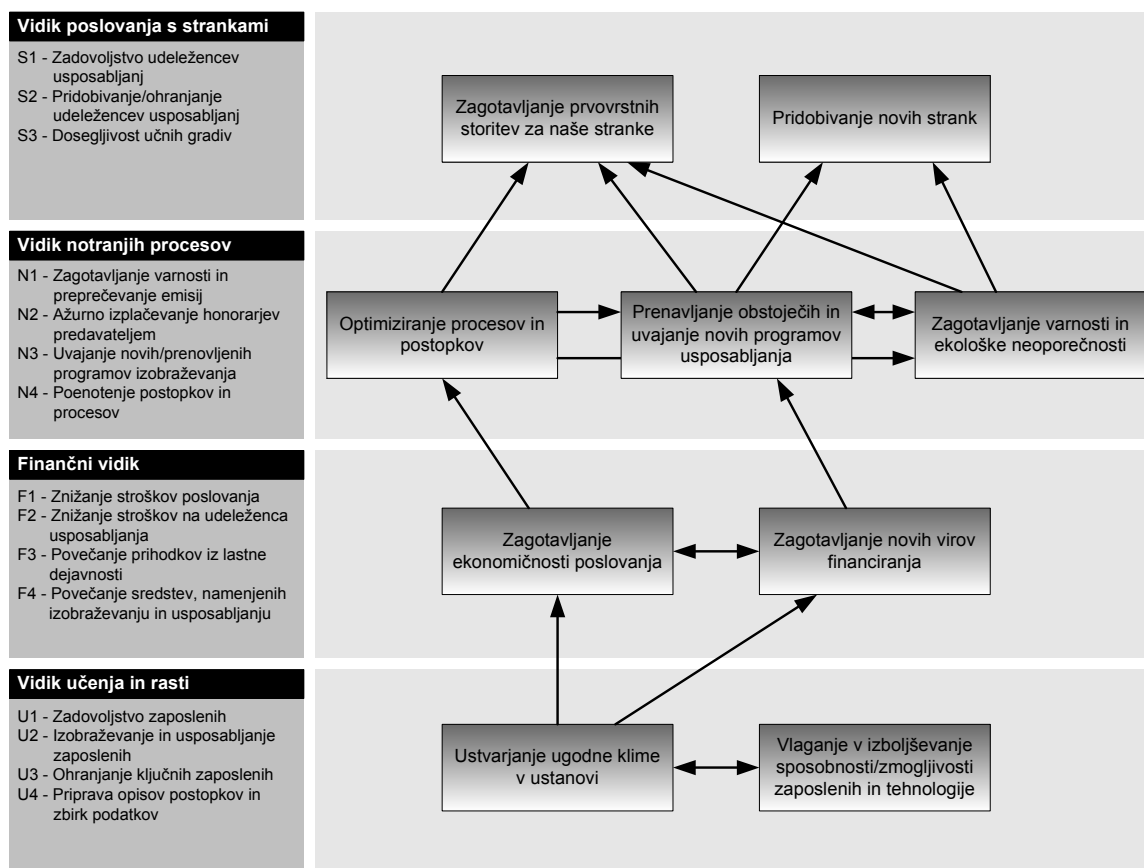 Vidik poslovanja s strankami
S1 - Zadovoljstvo udeležencev
usposabljanj
S2 - Pridobivanje/ohranjanje
udeležencev usposabljanj
S3 - Dosegljivost učnih gradiv
Zagotavljanje prvovrstnih
storitev za naše stranke
Pridobivanje novih strank
Vidik notranjih procesov
N1 - Zagotavljanje varnosti in
preprečevanje emisij
N2 - Ažurno izplačevanje honorarjev
predavateljem
N3 - Uvajanje novih/prenovljenih
programov izobraževanja
N4 - Poenotenje postopkov in
procesov
Optimiziranje procesov in
postopkov
Prenavljanje obstoječih in
uvajanje novih programov
usposabljanja
Zagotavljanje varnosti in
ekološke neoporečnosti
Finančni vidik
F1 - Znižanje stroškov poslovanja
F2 - Znižanje stroškov na udeleženca
usposabljanja
F3 - Povečanje prihodkov iz lastne
dejavnosti
F4 - Povečanje sredstev, namenjenih
izobraževanju in usposabljanju
Zagotavljanje
ekonomičnosti poslovanja
Zagotavljanje novih virov
financiranja
Vidik učenja in rasti
U1 - Zadovoljstvo zaposlenih
U2 - Izobraževanje in usposabljanje
zaposlenih
U3 - Ohranjanje ključnih zaposlenih
U4 - Priprava opisov postopkov in
zbirk podatkov
Ustvarjanje ugodne klime
v ustanovi
Vlaganje v izboljševanje
sposobnosti/zmogljivosti
zaposlenih in tehnologije